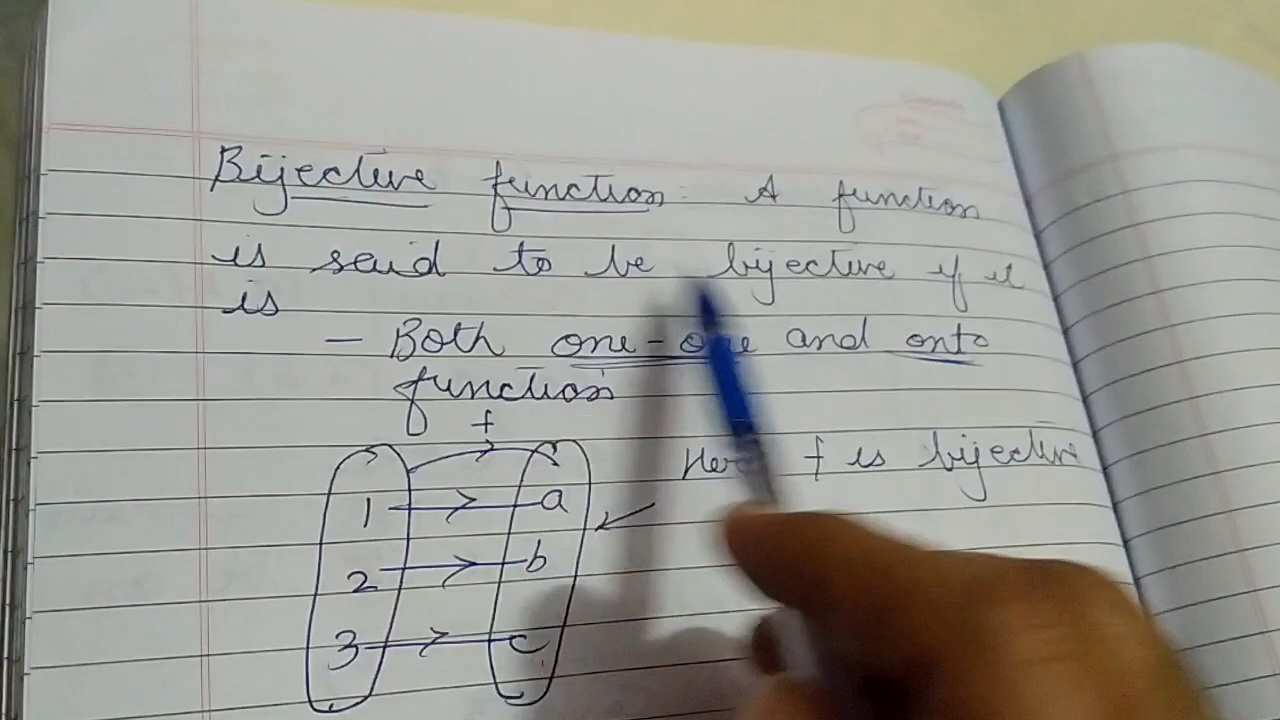 Bijective function: A function
is said to be bijective if it
is
- Both one-one and onto
function
f
1 a
2 b
3 c
Here f is bijective